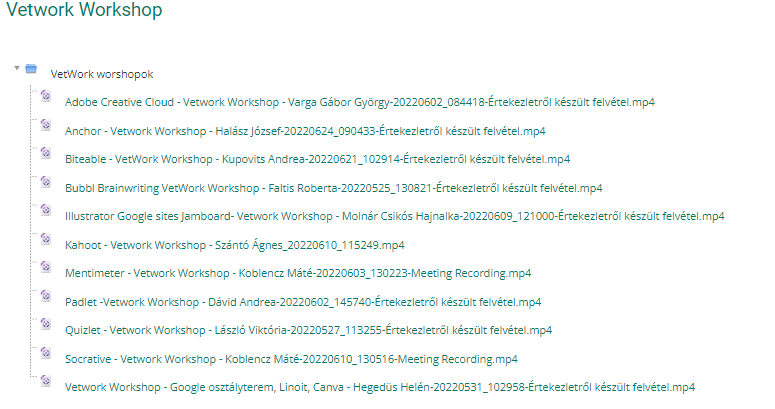 Vetwork Workshop
VetWork worshopok
Adobe Creative Cloud - Vetwork Workshop - Varga Gábor György-20220602_084418-Értekezletről készült felvétel.mp4
Anchor - Vetwork Workshop - Halász József-20220624_090433-Értekezletről készült felvétel.mp4
Biteable - VetWork Workshop - Kupovits Andrea-20220621_102914-Értekezletről készült felvétel.mp4
Bubbl Brainwriting VetWork Workshop - Faltis Roberta-20220525_130821-Értekezletről készült felvétel.mp4
Illustrator Google sites Jamboard- Vetwork Workshop - Molnár Csikós Hajnalka-20220609_121000-Értekezletről készült felvétel.mp4
Kahoot - Vetwork Workshop - Szántó Ágnes_20220610_115249.mp4
Mentimeter - Vetwork Workshop - Koblencz Máté-20220603_130223-Meeting Recording.mp4
Padlet -Vetwork Workshop - Dávid Andrea-20220602_145740-Értekezletről készült felvétel.mp4
Quizlet - Vetwork Workshop - László Viktória-20220527_113255-Értekezletről készült felvétel.mp4
Socrative - Vetwork Workshop - Koblencz Máté-20220610_130516-Meeting Recording.mp4
Vetwork Workshop - Google osztályterem, Linoit, Canva - Hegedüs Helén-20220531_102958-Értekezletről készült felvétel.mp4